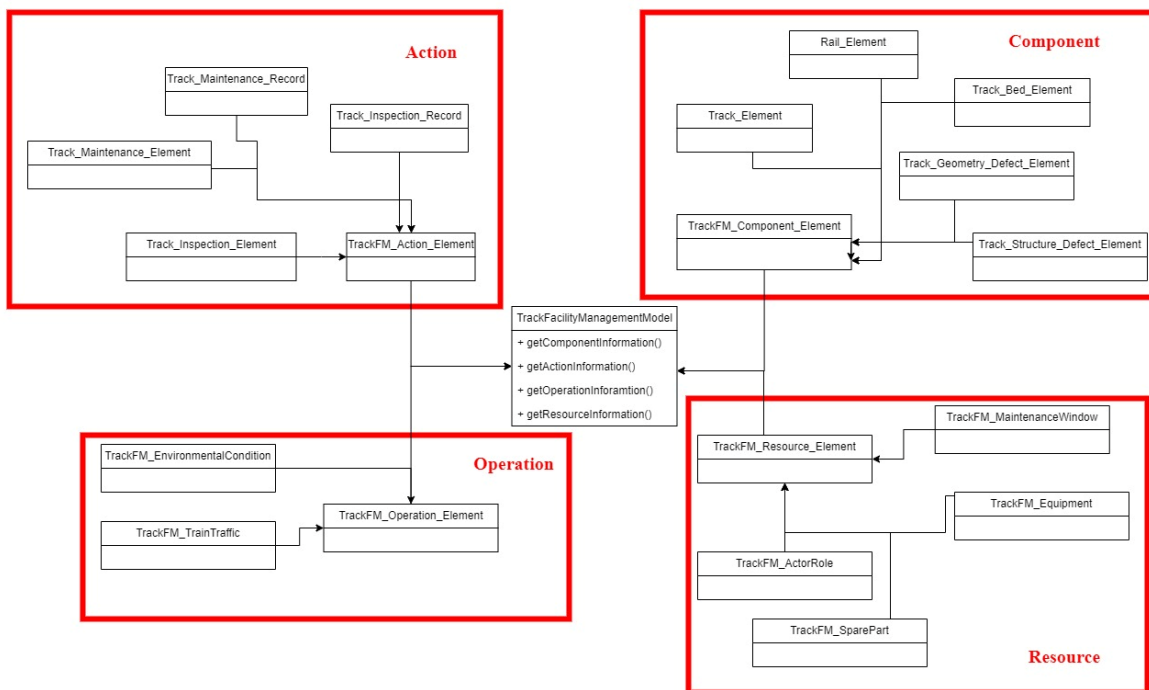 Action
Track_Maintenance_Record
Track_Inspection_Record
Track_Maintenance_Element
Track_Inspection_Element
TrackFM_Action_Element
Component
Rail_Element
Track_Bed_Element
Track_Element
Track_Geometry_Defect_Element
TrackFM_Component_Element
Track_Structure_Defect_Element
TrackFacilityManagementModel
+ getComponentInformation()
+ getActionInformation()
+ getOperationInforamtion()
+ getResourceInformation()
Operation
TrackFM_EnvironmentalCondition
TrackFM_Operation_Element
TrackFM_TrainTraffic
TrackFM_MaintenanceWindow
TrackFM_Resource_Element
TrackFM_Equipment
TrackFM_ActorRole
TrackFM_SparePart
Resource